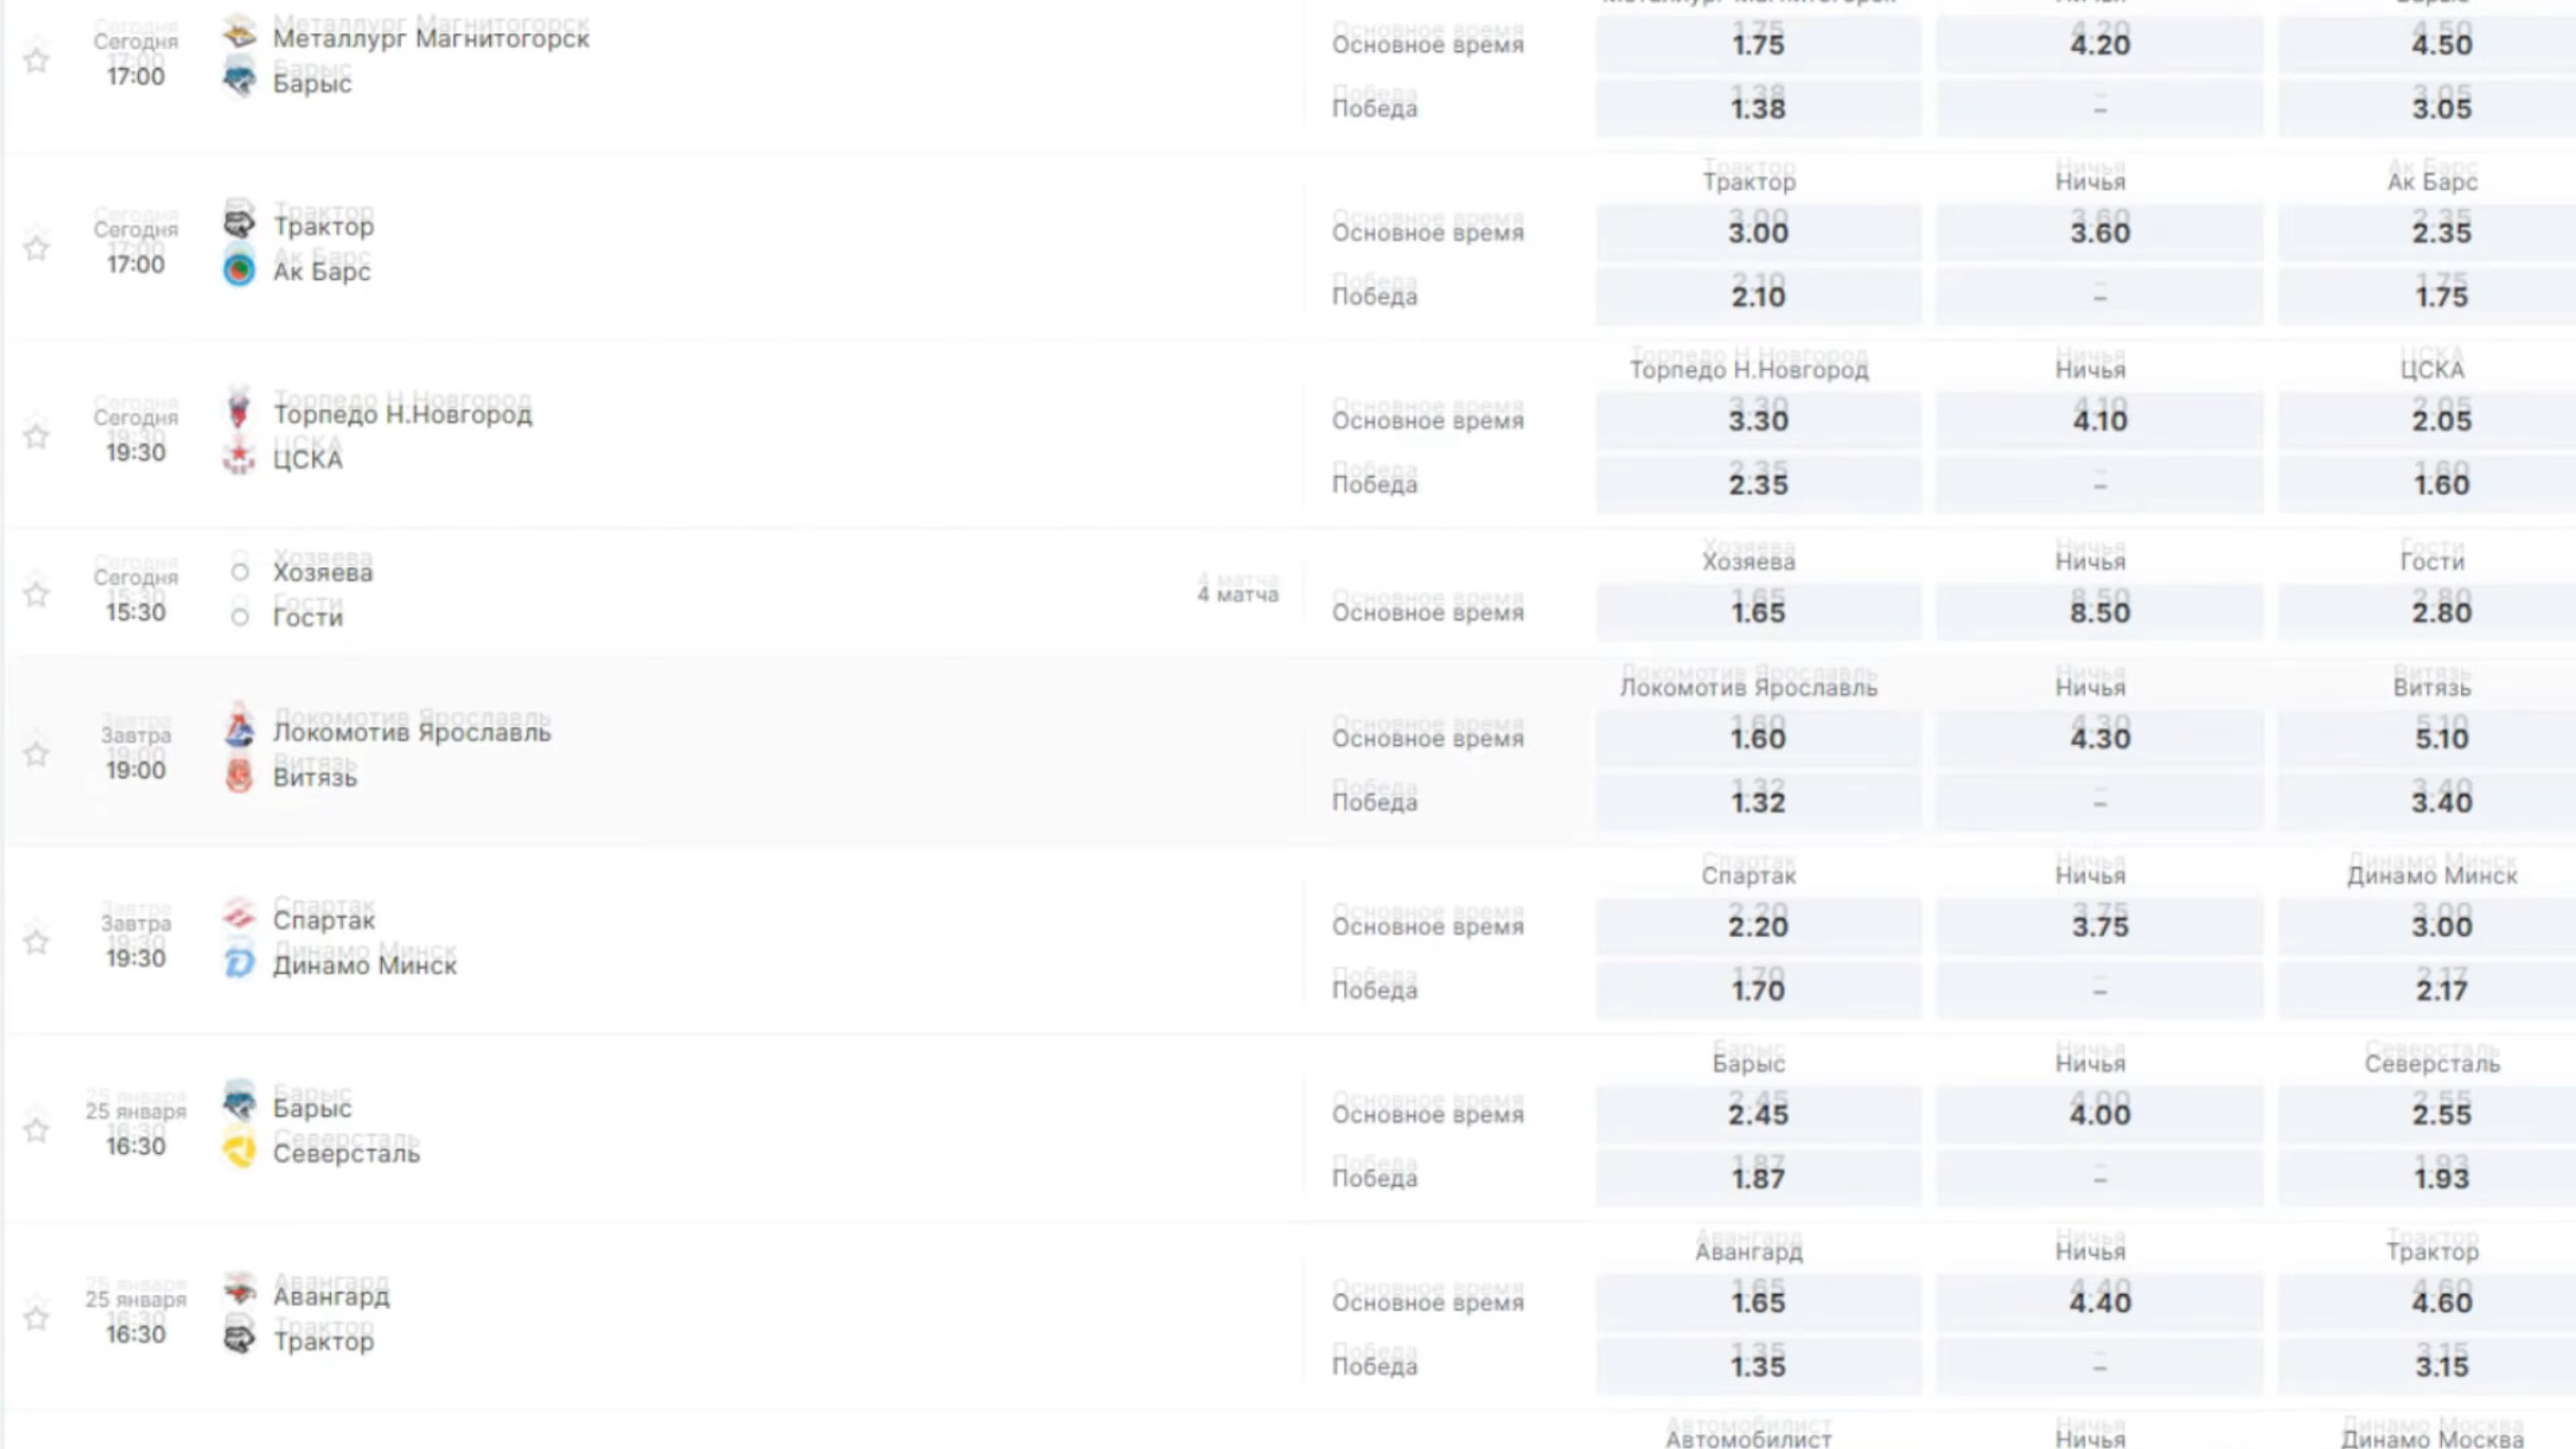 Металлург Магнитогорск Ничья Барыс
Сегодня
17:00
Металлург Магнитогорск
Барыс
Основное время 1.75 4.20 4.50
Победа 1.38 – 3.05
Трактор Ничья Ак Барс
Сегодня
17:00
Трактор
Ак Барс
Основное время 3.00 3.60 2.35
Победа 2.10 – 1.75
Торпедо Н.Новгород Ничья ЦСКА
Сегодня
19:30
Торпедо Н.Новгород
ЦСКА
Основное время 3.30 4.10 2.05
Победа 2.35 – 1.60
Хозяева Ничья Гости
Сегодня
15:30
Хозяева
Гости
4 матча
Основное время 1.65 8.50 2.80
Локомотив Ярославль Ничья Витязь
Завтра
19:00
Локомотив Ярославль
Витязь
Основное время 1.60 4.30 5.10
Победа 1.32 – 3.40
Спартак Ничья Динамо Минск
Завтра
19:30
Спартак
Динамо Минск
Основное время 2.20 3.75 3.00
Победа 1.70 – 2.17
Барыс Ничья Северсталь
25 января
16:30
Барыс
Северсталь
Основное время 2.45 4.00 2.55
Победа 1.87 – 1.93
Авангард Ничья Трактор
25 января
16:30
Авангард
Трактор
Основное время 1.65 4.40 4.60
Победа 1.35 – 3.15
Автомобилист Ничья Динамо Москва